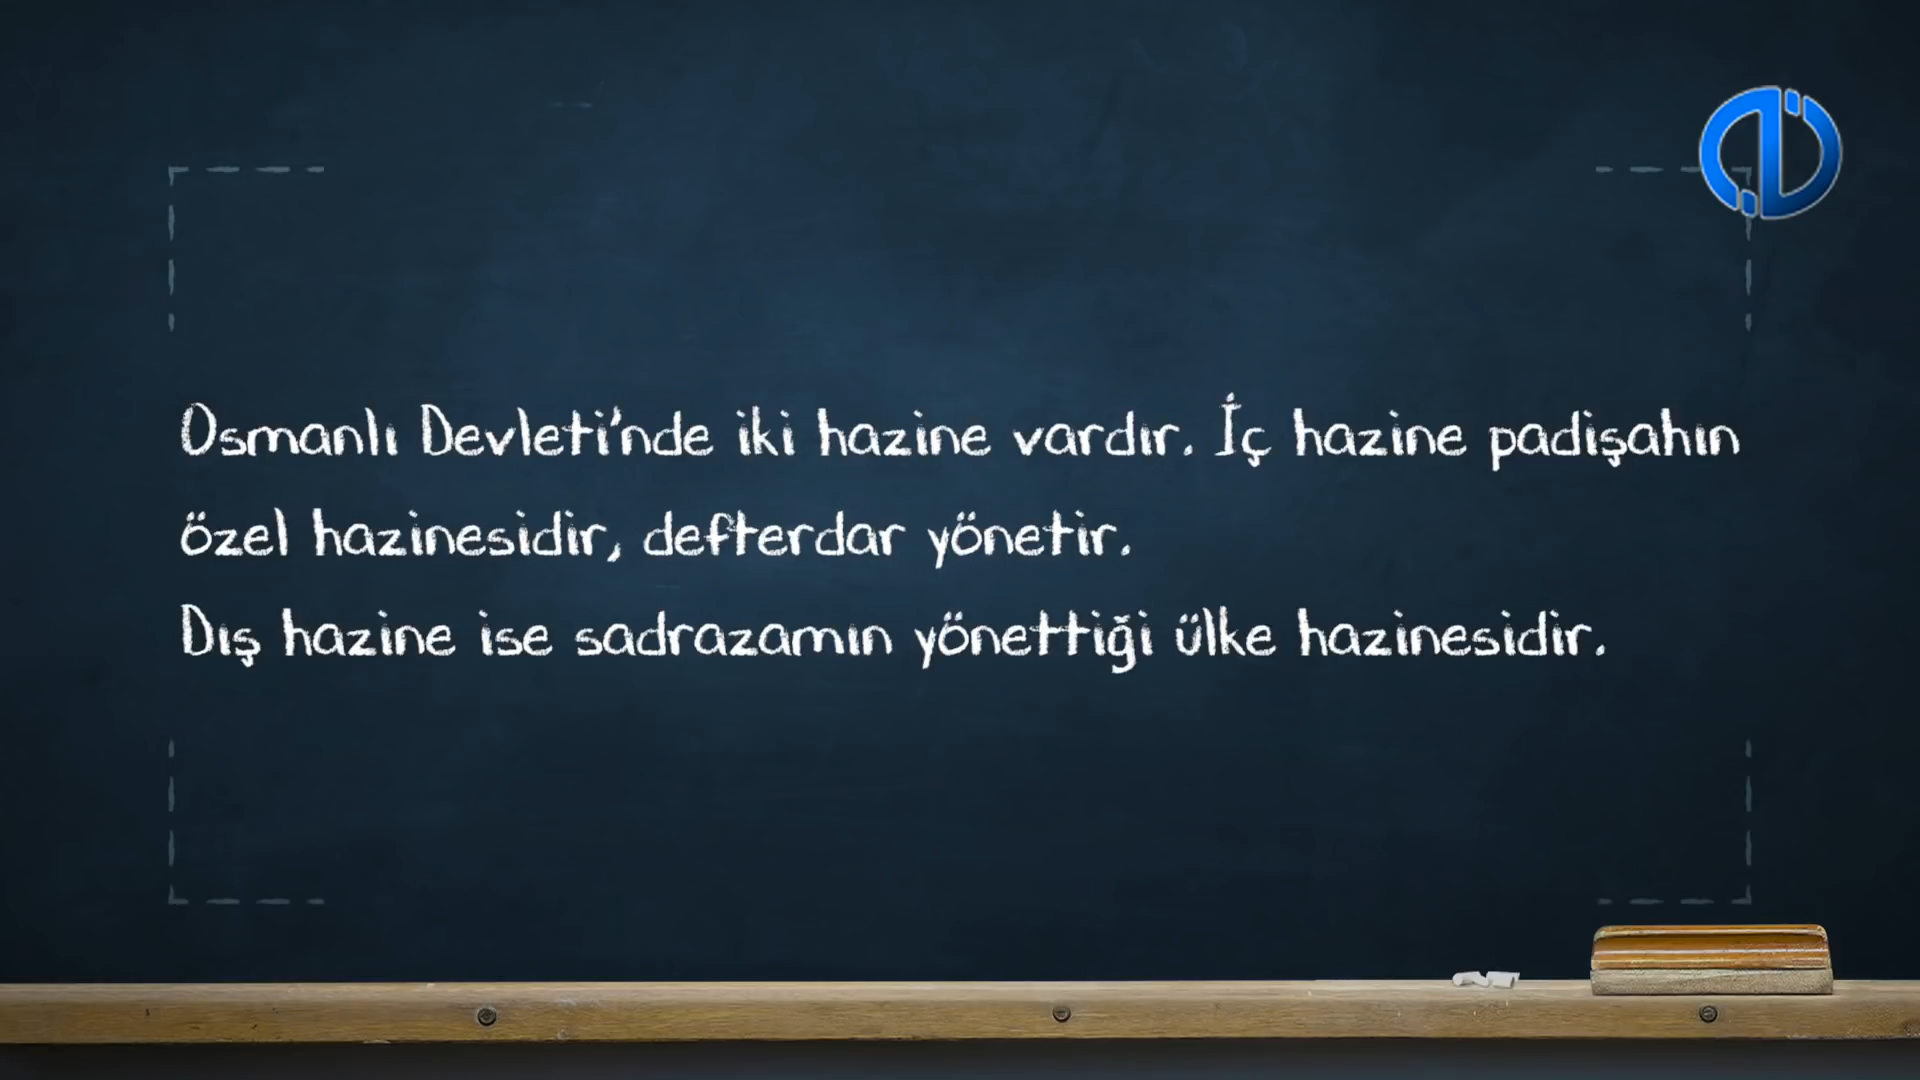 Osmanlı Devleti'nde iki hazine vardır. İç hazine padişahın
özel hazinesidir, defterdar yönetir.
Dış hazine ise sadrazamın yönettiği ülke hazinesidir.